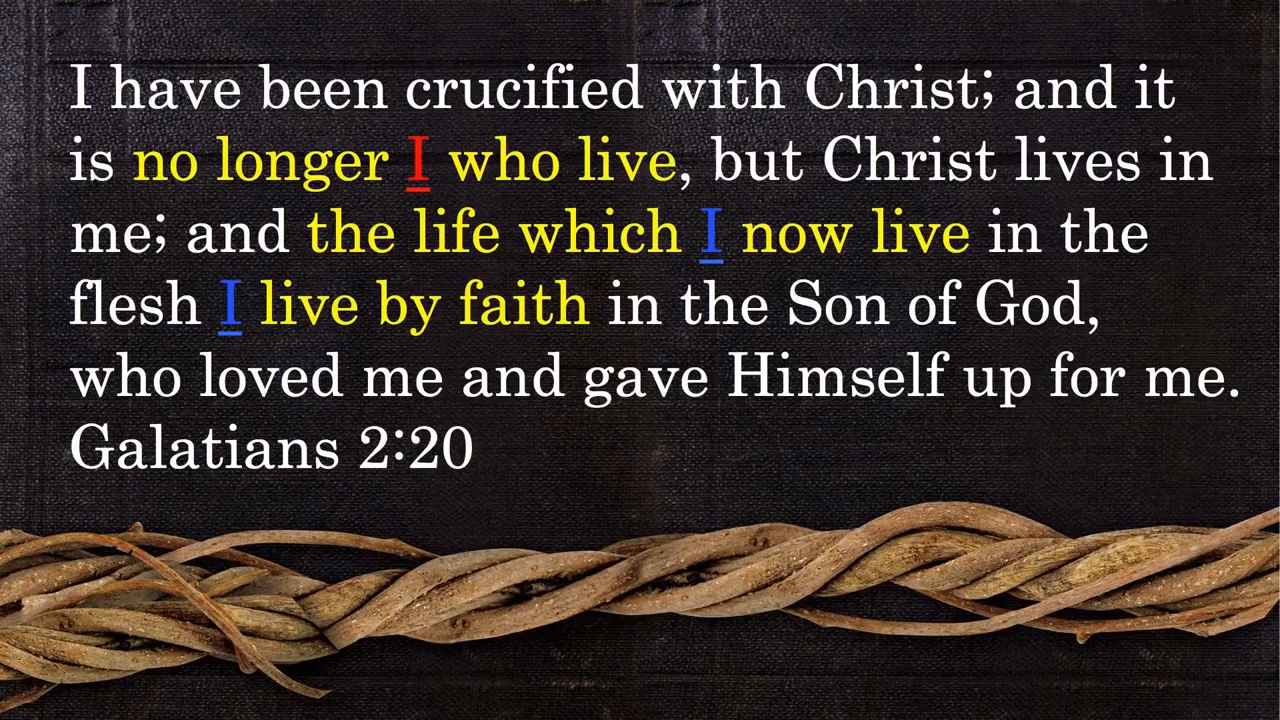 I have been crucified with Christ; and it
is no longer I who live, but Christ lives in
me; and the life which I now live in the
flesh I live by faith in the Son of God,
who loved me and gave Himself up for me.
Galatians 2:20